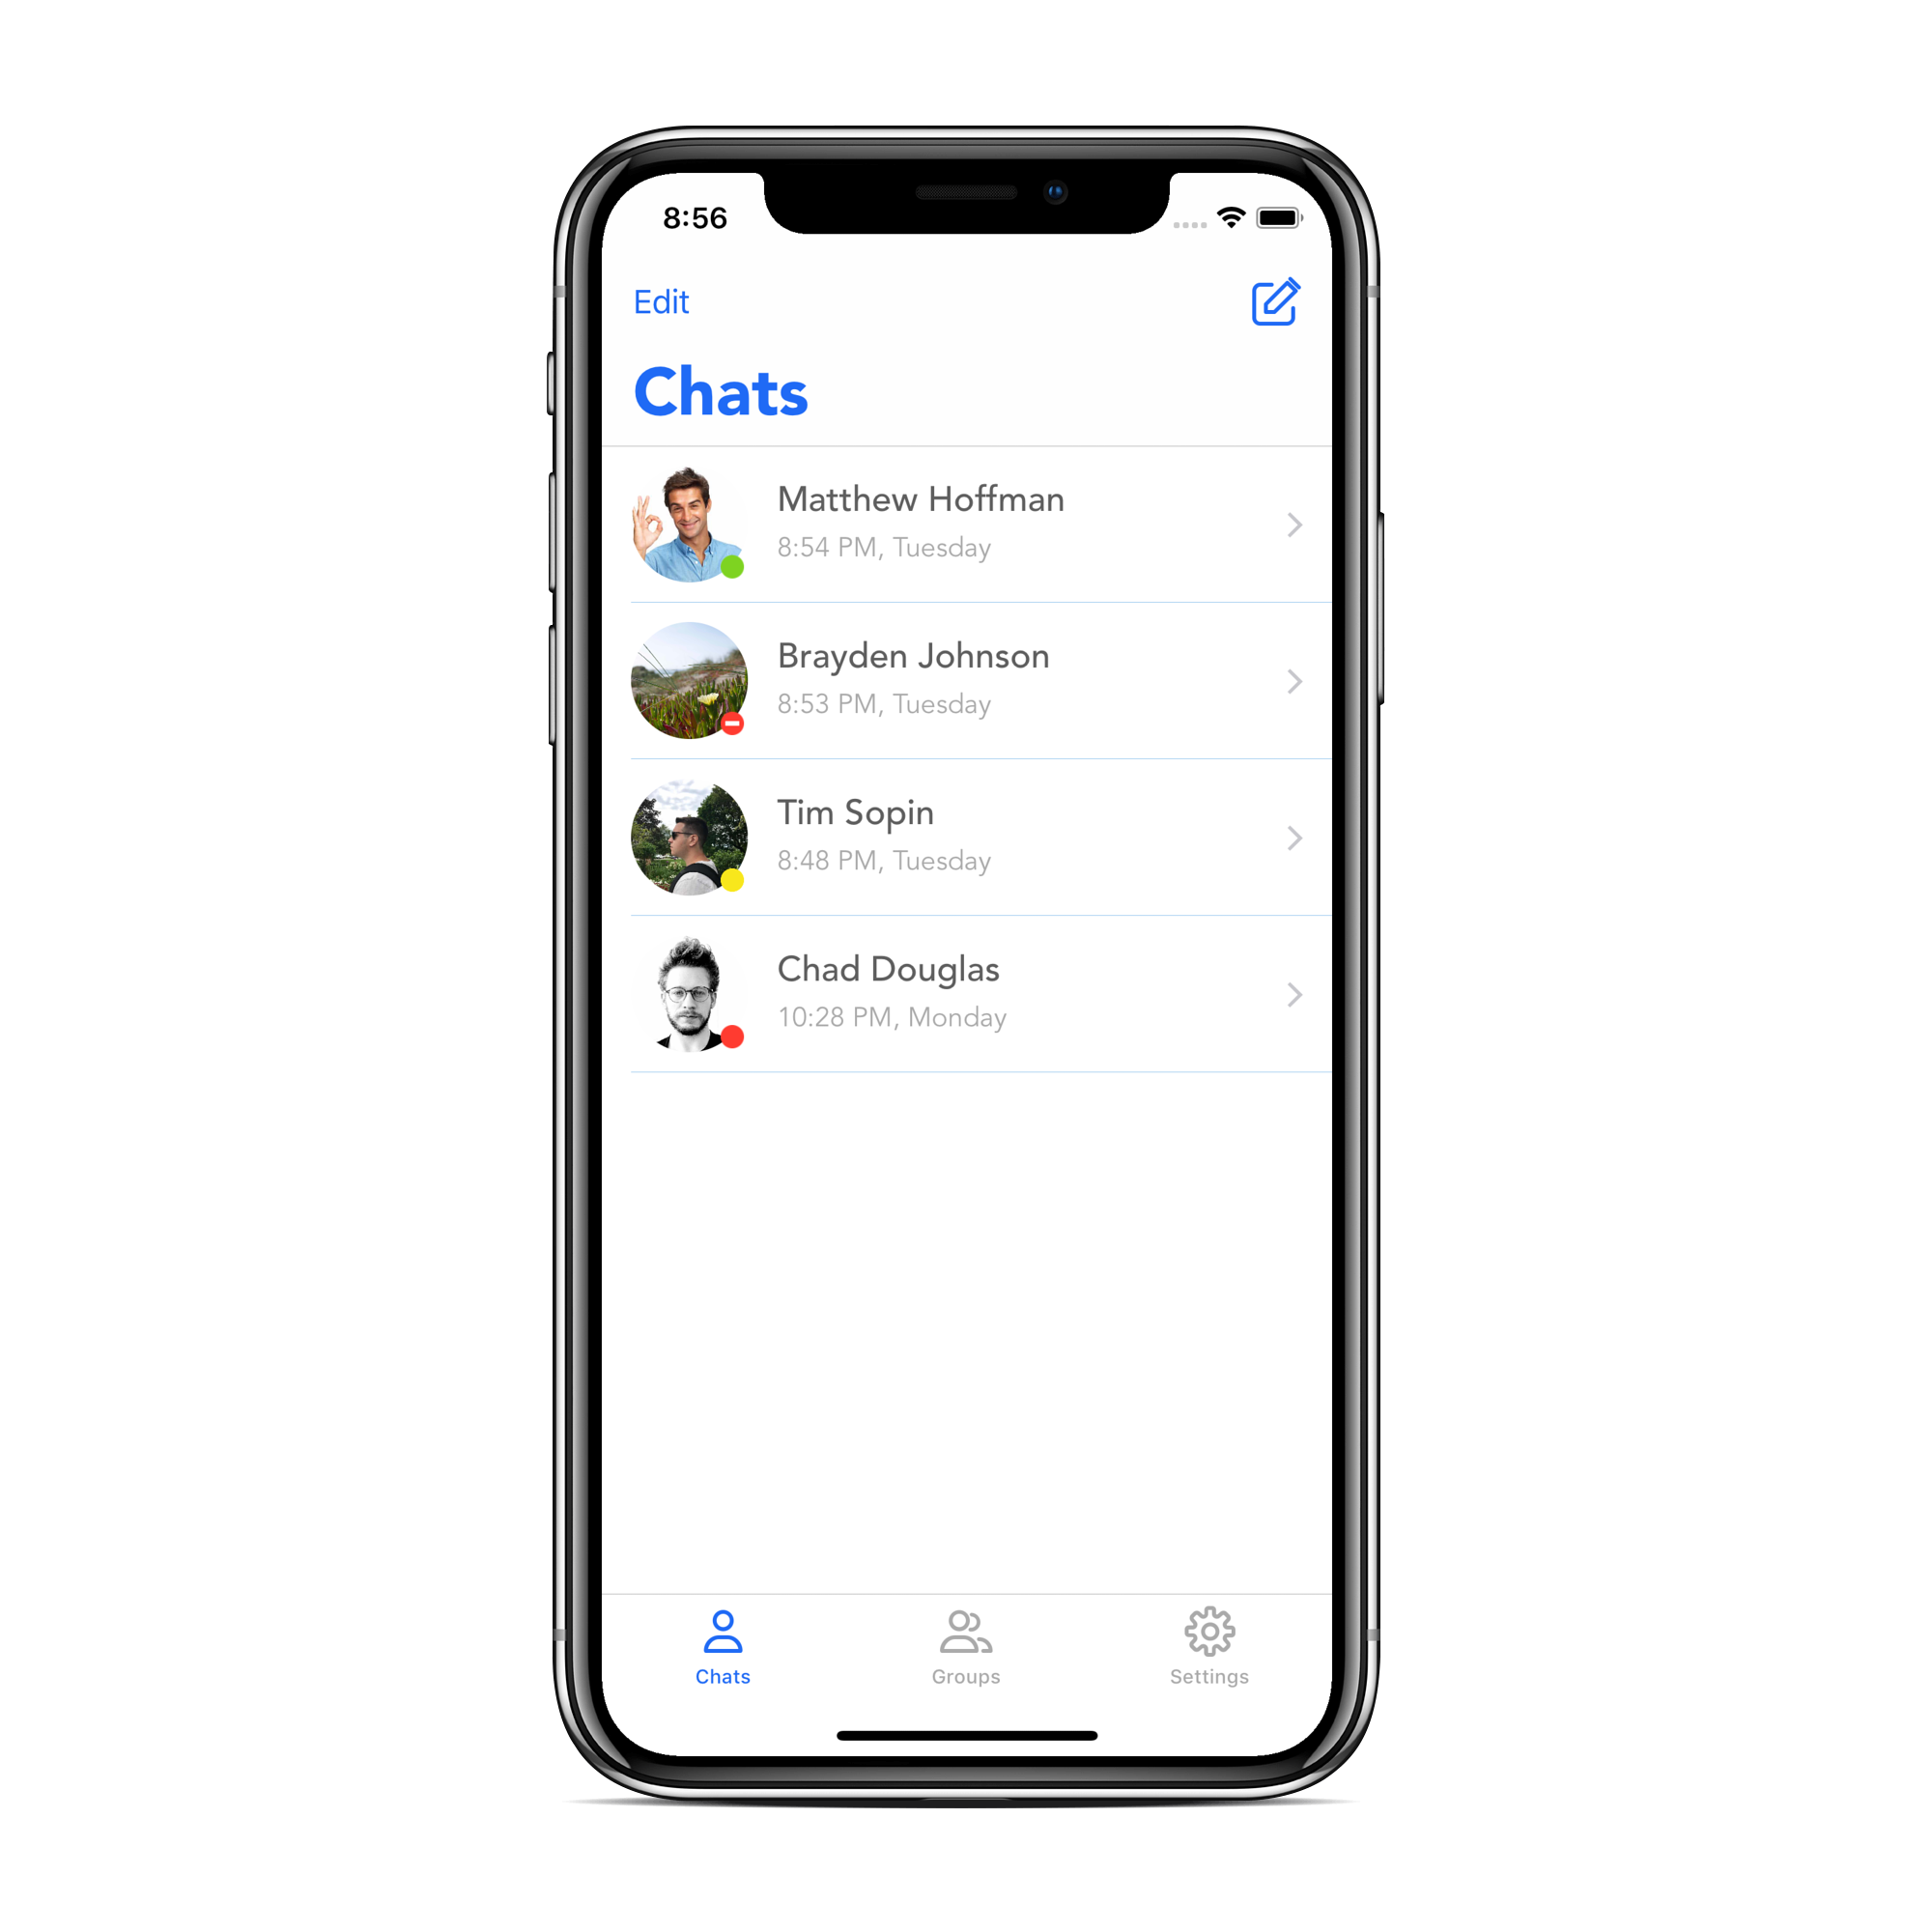 8:56
Edit
Chats
Matthew Hoffman
8:54 PM, Tuesday
Brayden Johnson
8:53 PM, Tuesday
Tim Sopin
8:48 PM, Tuesday
Chad Douglas
10:28 PM, Monday
Chats
Groups
Settings